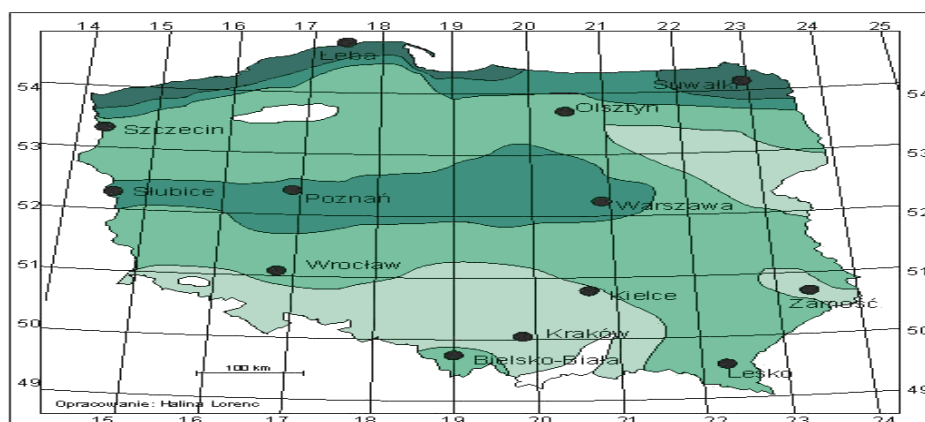 14 15 16 17 18 19 20 21 22 23 24 25
Łeba
54 Suwałki 54
Olsztyn
Szczecin
53 53
Słubice Poznań
52 Warszawa 52
51 Wrocław 51
Kielce Zamość
50 Kraków 50
Bielsko-Biała
Lesko
49 100 km 49
Opracowanie: Halina Lorenc
15 16 17 18 19 20 21 22 23 24